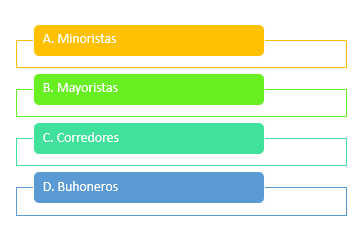 A. Minoristas
B. Mayoristas
C. Corredores
D. Buhoneros